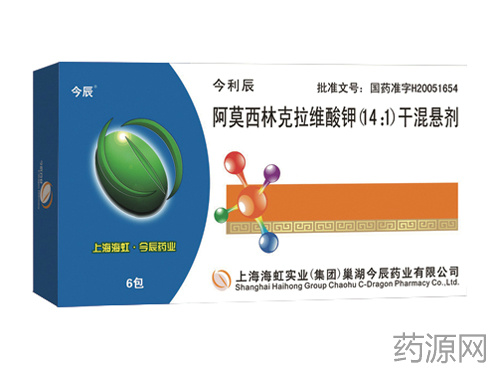 今辰®
上海海虹·今辰药业
6包
今利辰
批准文号：国药准字H20051654
阿莫西林克拉维酸钾(14:1)干混悬剂
上海海虹实业(集团)巢湖今辰药业有限公司
Shanghai Haihong Group Chaohu C-Dragon Pharmacy Co.,Ltd.
药源网